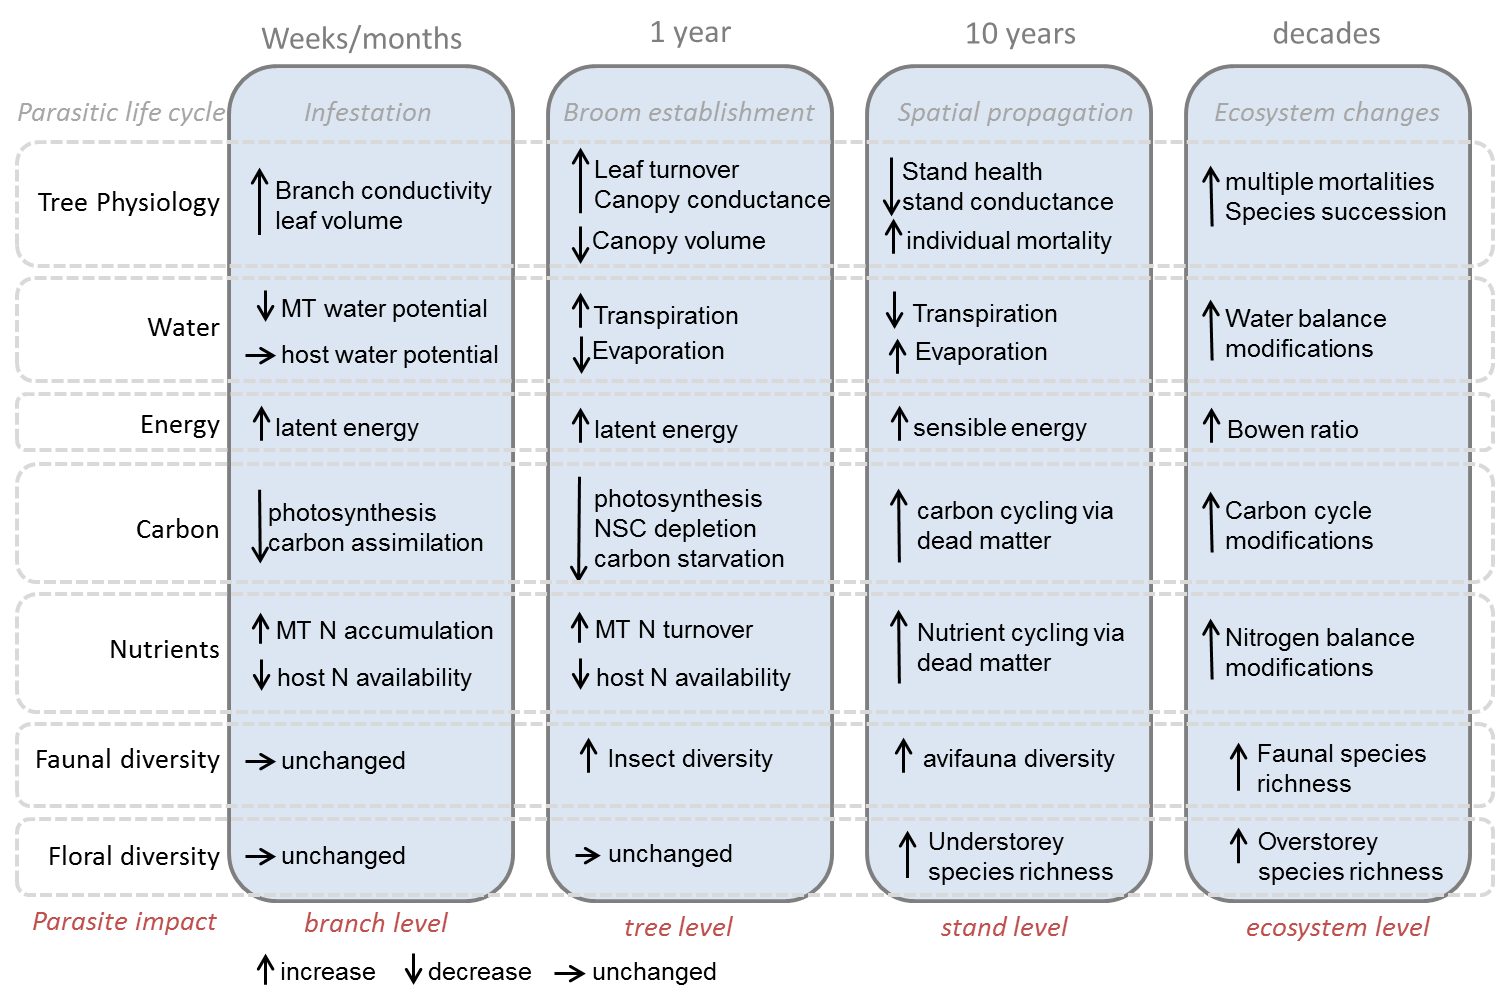 Weeks/months
1 year
10 years
decades
Parasitic life cycle
Infestation
Broom establishment
Spatial propagation
Ecosystem changes
Tree Physiology
Branch conductivity
leaf volume
Leaf turnover
Canopy conductance
Canopy volume
Stand health
stand conductance
individual mortality
multiple mortalities
Species succession
Water
MT water potential
host water potential
Transpiration
Evaporation
Transpiration
Evaporation
Water balance
modifications
Energy
latent energy
latent energy
sensible energy
Bowen ratio
Carbon
photosynthesis
carbon assimilation
photosynthesis
NSC depletion
carbon starvation
carbon cycling via
dead matter
Carbon cycle
modifications
Nutrients
MT N accumulation
host N availability
MT N turnover
host N availability
Nutrient cycling via
dead matter
Nitrogen balance
modifications
Faunal diversity
unchanged
Insect diversity
avifauna diversity
Faunal species
richness
Floral diversity
unchanged
unchanged
Understorey
species richness
Overstorey
species richness
Parasite impact
branch level
tree level
stand level
ecosystem level
increase
decrease
unchanged